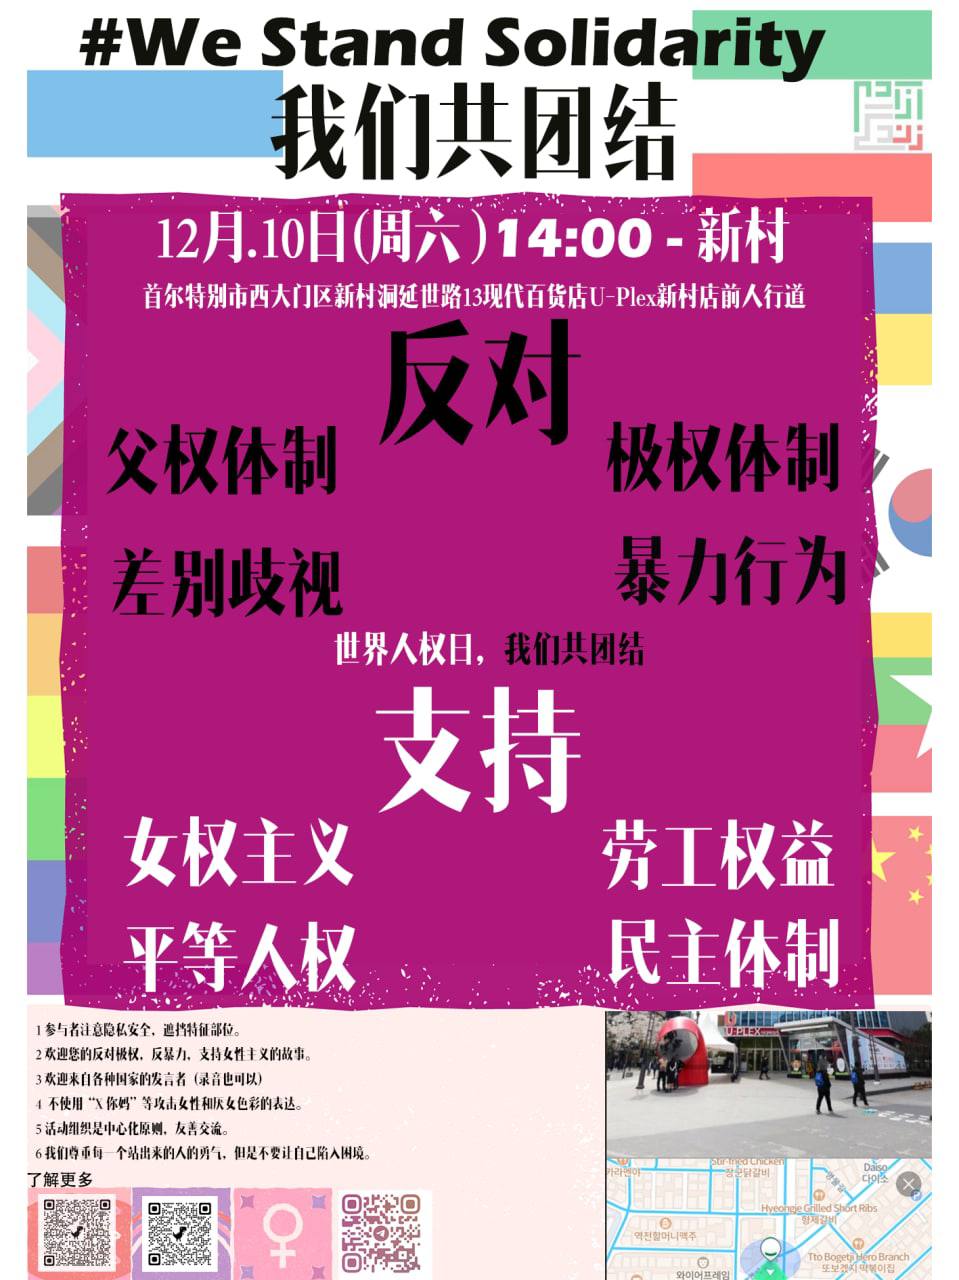 #We Stand Solidarity
我们共团结
12月.10日(周六)14:00 - 新村
首尔特别市西大门区新村洞延世路13现代百货店U-Plex新村店前人行道
反对
父权体制 极权体制
差别歧视 暴力行为
世界人权日，我们共团结
支持
女权主义 劳工权益
平等人权 民主体制
1 参与者注意隐私安全，遮挡特征部位。
2 欢迎您的反对极权，反暴力，支持女性主义的故事。
3 欢迎来自各种国家的发言者（录音也可以）
4 不使用“X 你妈”等攻击女性和厌女色彩的表达。
5 活动组织是中心化原则，友善交流。
6 我们尊重每一个站出来的人的勇气，但是不要让自己陷入困境。
了解更多
U-PLEX
카라멘야
Stir-fried Chicken
장군닭갈비
명물길
Daiso
다이소
Hyeongje Grilled Short Ribs
형제갈비
역전할머니맥주
Tto Bogetji Hero Branch
또보겠지 떡볶이집
와이어프레임